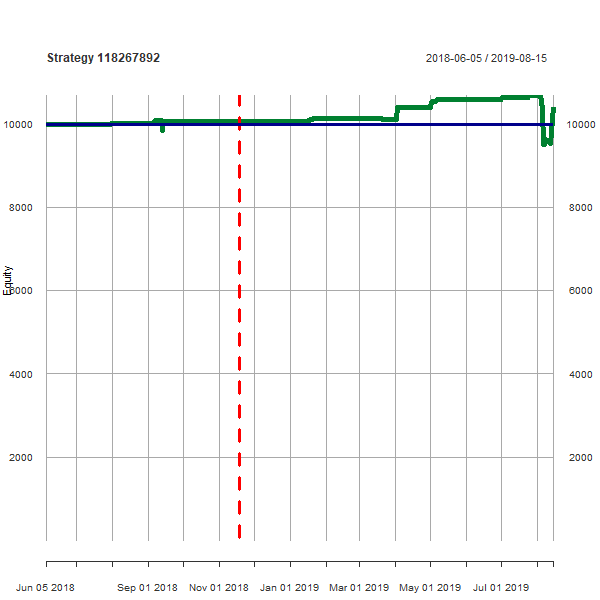 Strategy 118267892
2018-06-05 / 2019-08-15
10000
10000
8000
8000
Equity
6000
6000
4000
4000
2000
2000
Jun 05 2018
Sep 01 2018
Nov 01 2018
Jan 01 2019
Mar 01 2019
May 01 2019
Jul 01 2019